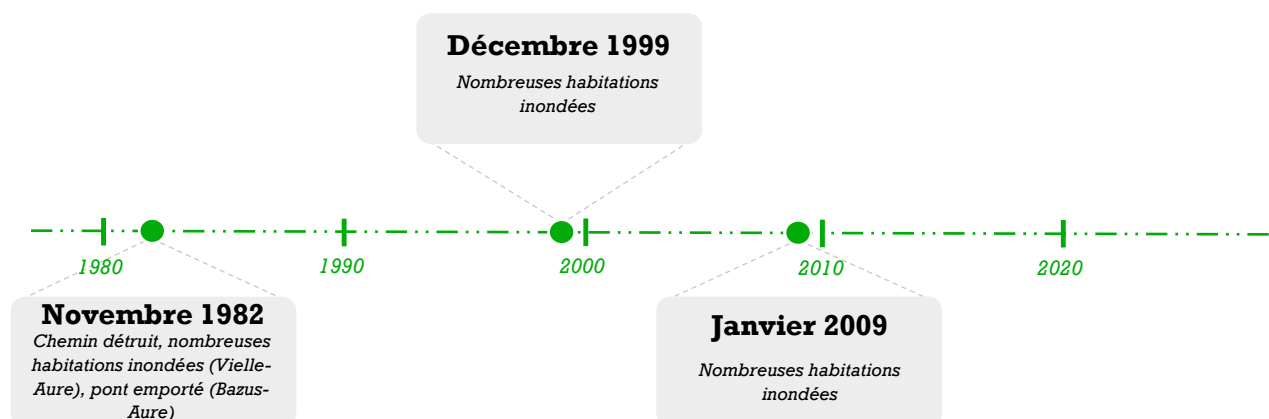 Décembre 1999
Nombreuses habitations
inondées
1980
1990
2000
2010
2020
Novembre 1982
Chemin détruit, nombreuses
habitations inondées (Vielle-
Aure), pont emporté (Bazus-
Aure)
Janvier 2009
Nombreuses habitations
inondées